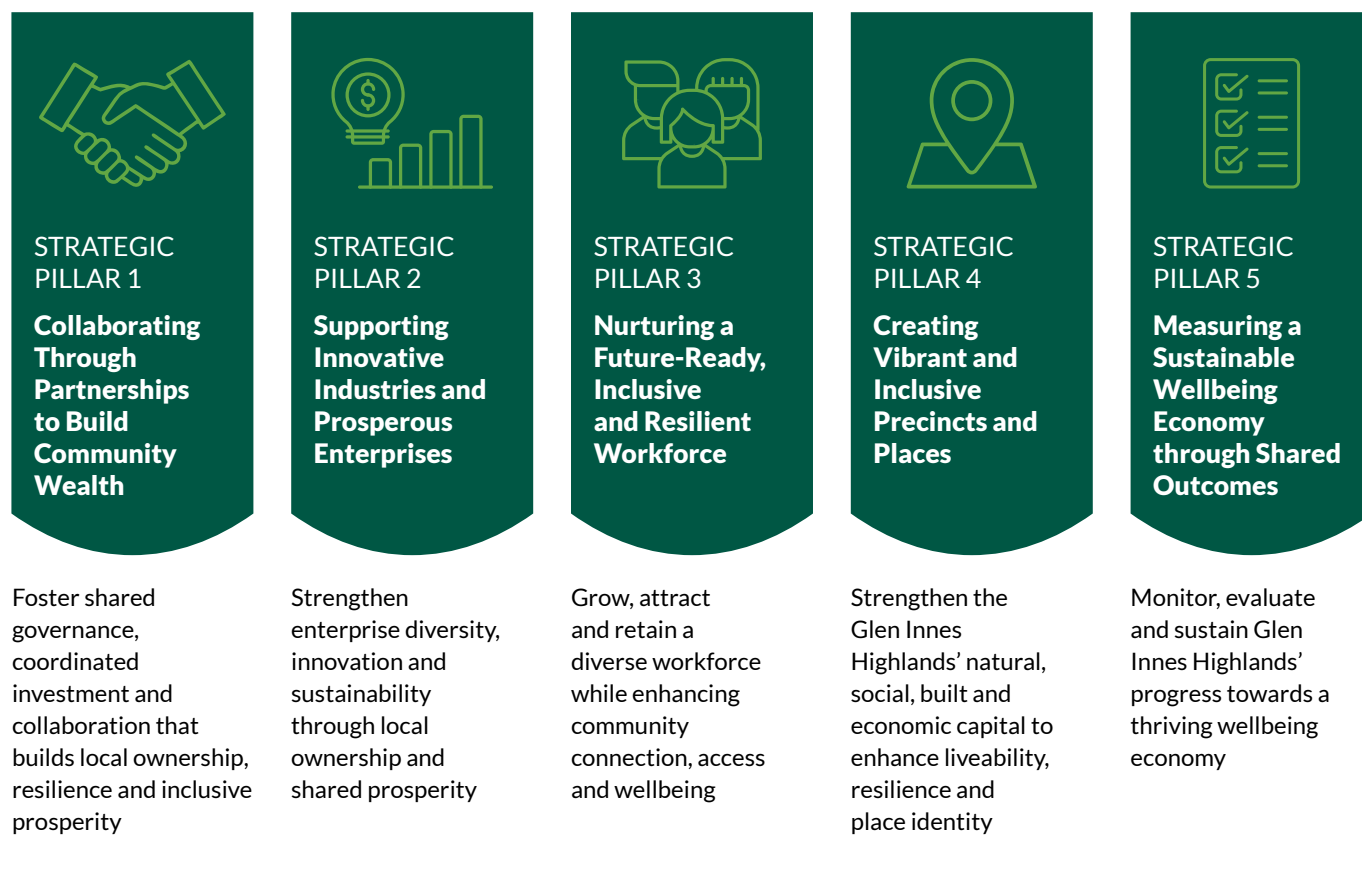 $
STRATEGIC
PILLAR 1
Collaborating
Through
Partnerships
to Build
Community
Wealth
Foster shared
governance,
coordinated
investment and
collaboration that
builds local ownership,
resilience and inclusive
prosperity
STRATEGIC
PILLAR 2
Supporting
Innovative
Industries and
Prosperous
Enterprises
Strengthen
enterprise diversity,
innovation and
sustainability
through local
ownership and
shared prosperity
STRATEGIC
PILLAR 3
Nurturing a
Future-Ready,
Inclusive
and Resilient
Workforce
Grow, attract
and retain a
diverse workforce
while enhancing
community
connection, access
and wellbeing
STRATEGIC
PILLAR 4
Creating
Vibrant and
Inclusive
Precincts and
Places
Strengthen the
Glen Innes
Highlands’ natural,
social, built and
economic capital to
enhance liveability,
resilience and
place identity
STRATEGIC
PILLAR 5
Measuring a
Sustainable
Wellbeing
Economy
through Shared
Outcomes
Monitor, evaluate
and sustain Glen
Innes Highlands’
progress towards a
thriving wellbeing
economy